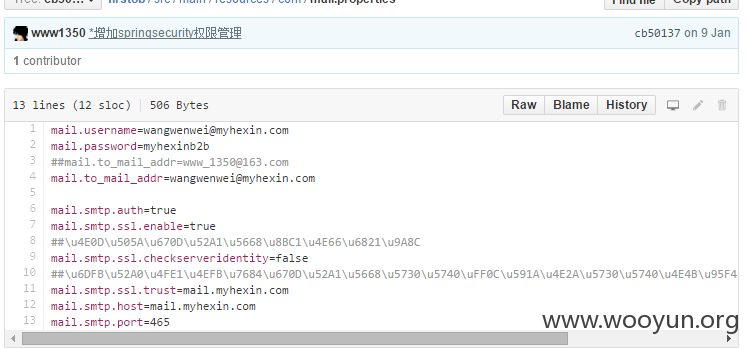 mail.properties
Find file
Copy path
www1350 *增加springsecurity权限管理 cb50137 on 9 Jan
1 contributor
13 lines (12 sloc) 506 Bytes Raw Blame History
1 mail.username=wangwenwei@myhexin.com
2 mail.password=myhexinb2b
3 ##mail.to_mail_addr=www_1350@163.com
4 mail.to_mail_addr=wangwenwei@myhexin.com
5
6 mail.smtp.auth=true
7 mail.smtp.ssl.enable=true
8 ##\u4E0D\u505A\u670D\u52A1\u5668\u8BC1\u4E66\u6821\u9A8C
9 mail.smtp.ssl.checkserveridentity=false
10 ##\u6DFB\u52A0\u4FE1\u4EFB\u7684\u670D\u52A1\u5668\u5730\u5740\uFF0C\u591A\u4E2A\u5730\u5740\u4E4B\u95F4
11 mail.smtp.ssl.trust=mail.myhexin.com
12 mail.smtp.host=mail.myhexin.com
13 mail.smtp.port=465
www.wooyun.org